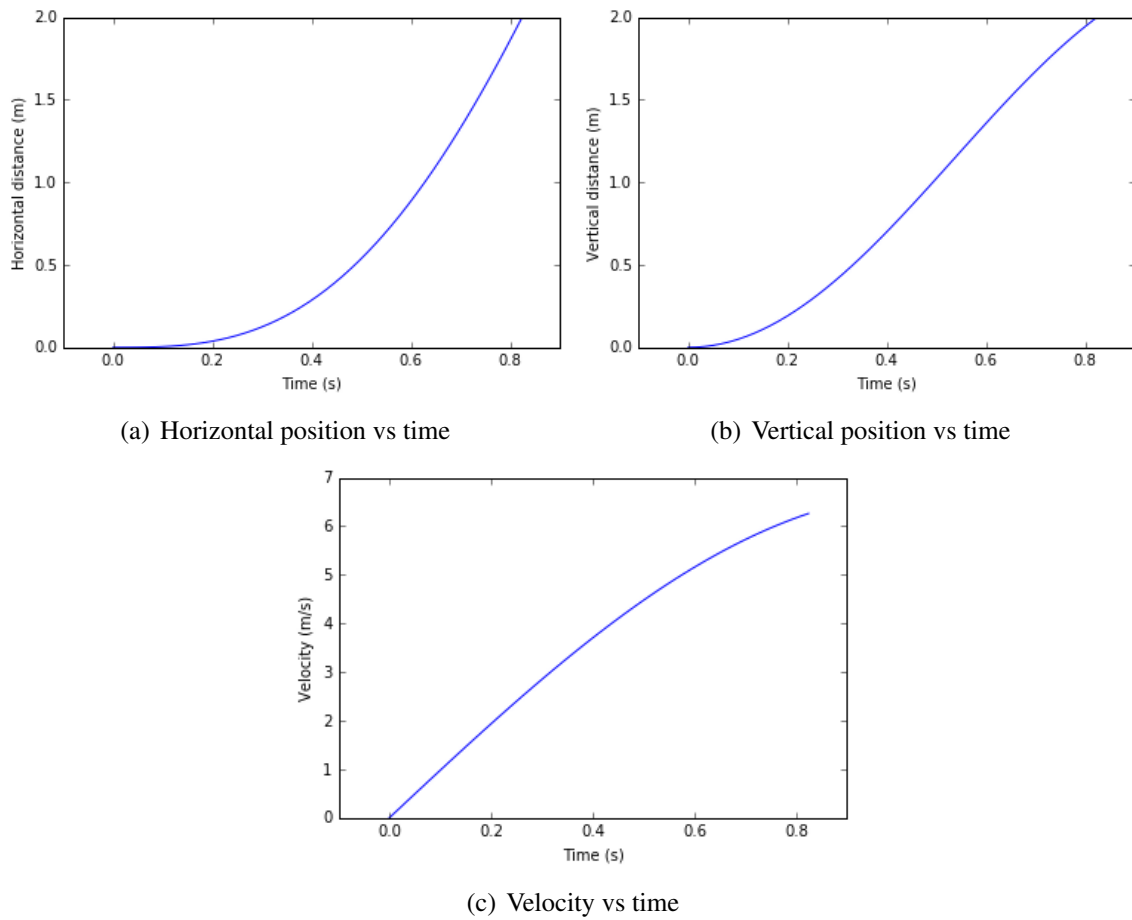 2.0
1.5
1.0
0.5
0.0
Horizontal distance (m)
0.0 0.2 0.4 0.6 0.8
Time (s)
(a) Horizontal position vs time
2.0
1.5
1.0
0.5
0.0
Vertical distance (m)
0.0 0.2 0.4 0.6 0.8
Time (s)
(b) Vertical position vs time
7
6
5
4
3
2
1
0
Velocity (m/s)
0.0 0.2 0.4 0.6 0.8
Time (s)
(c) Velocity vs time